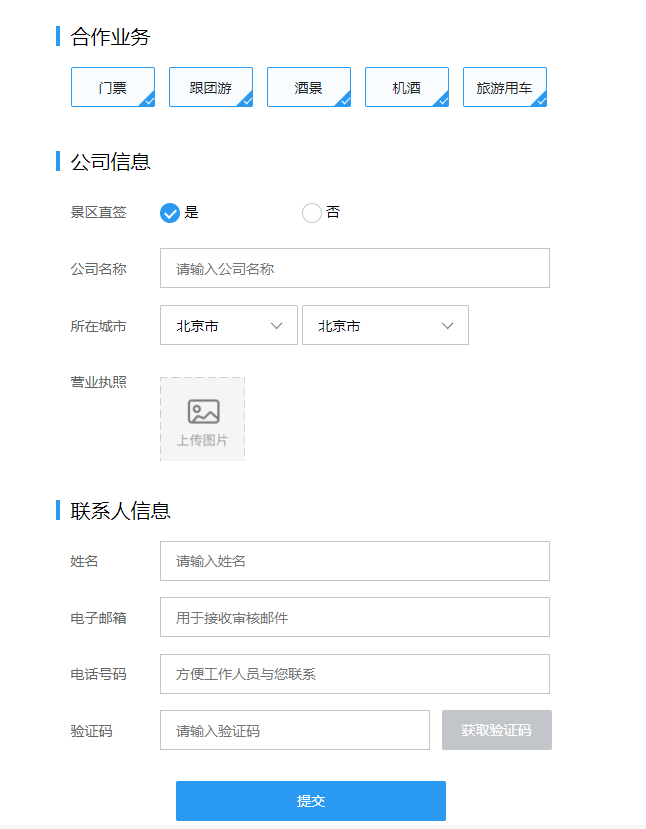 合作业务
门票 跟团游 酒景 机酒 旅游用车
公司信息
景区直签 是 否
公司名称 请输入公司名称
所在城市 北京市 北京市
营业执照
上传图片
联系人信息
姓名 请输入姓名
电子邮箱 用于接收审核邮件
电话号码 方便工作人员与您联系
验证码 请输入验证码 获取验证码
提交